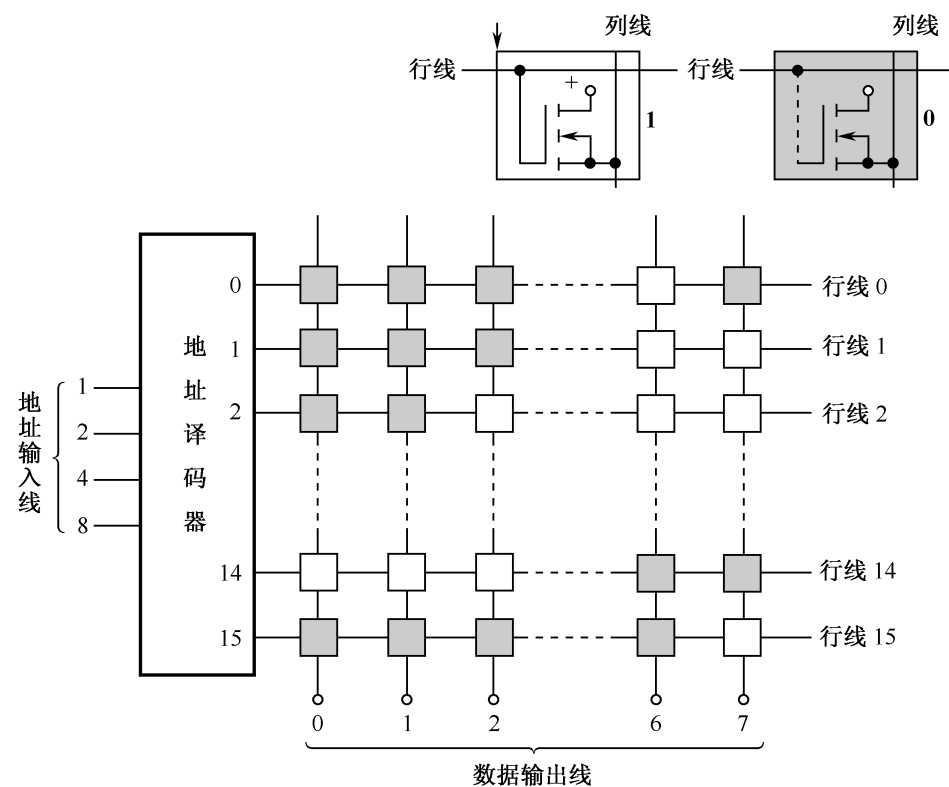 列线
列线
行线
+
1
行线
0
0
行线 0
地址译码器
1
行线 1
2
行线 2
地址输入线
1
2
4
8
14
行线 14
15
行线 15
0 1 2 6 7
数据输出线